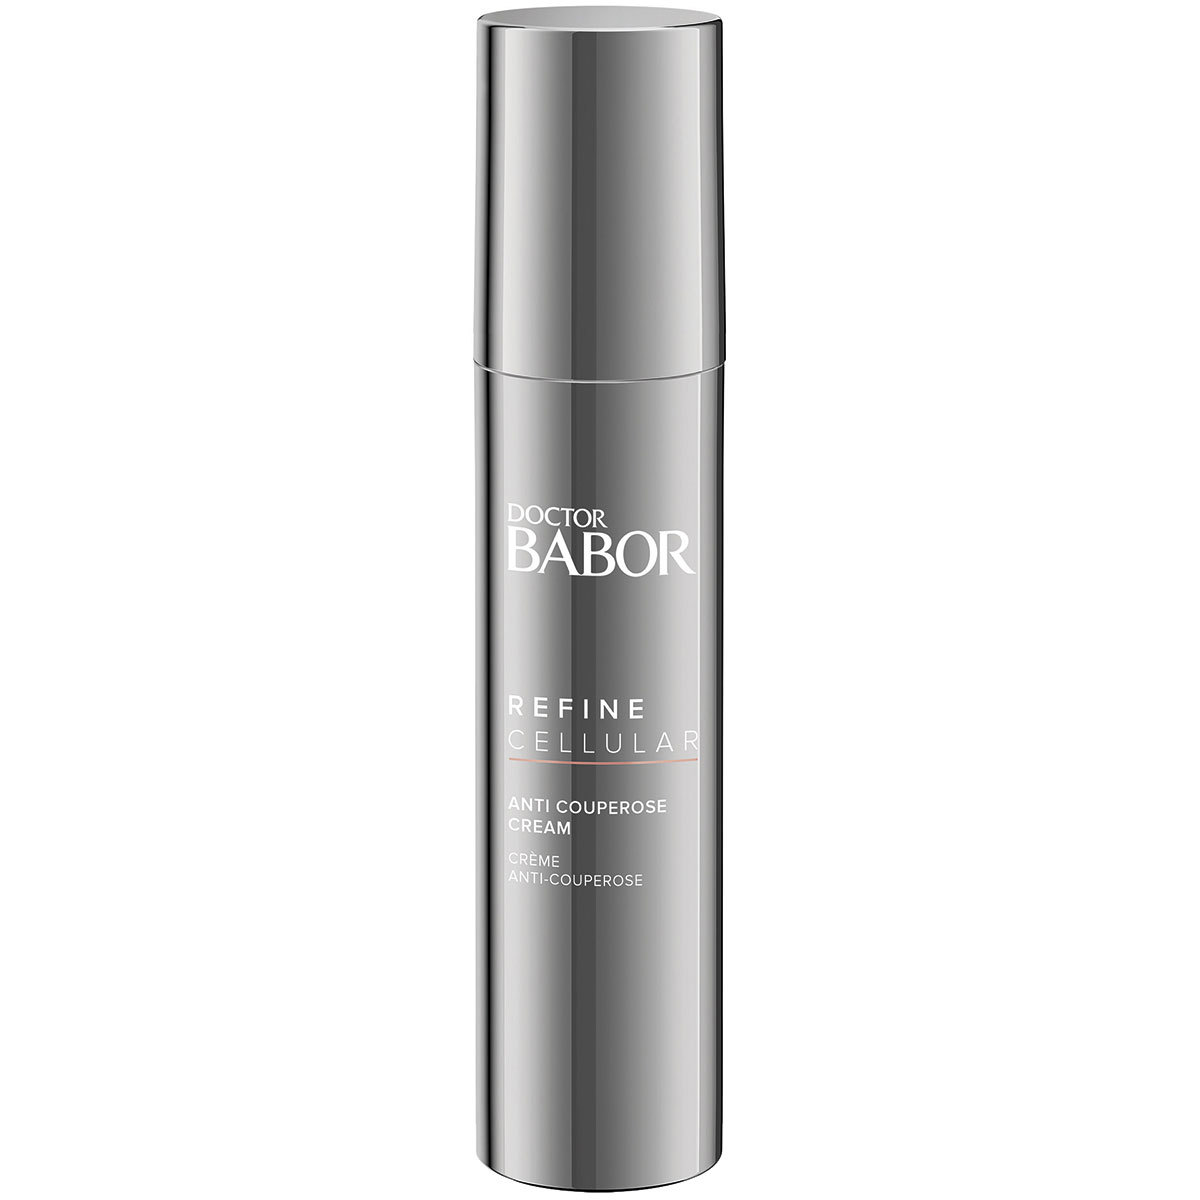 DOCTOR
BABOR
REFINE
CELLULAR
ANTI COUPEROSE
CREAM
CRÈME
ANTI-COUPEROSE